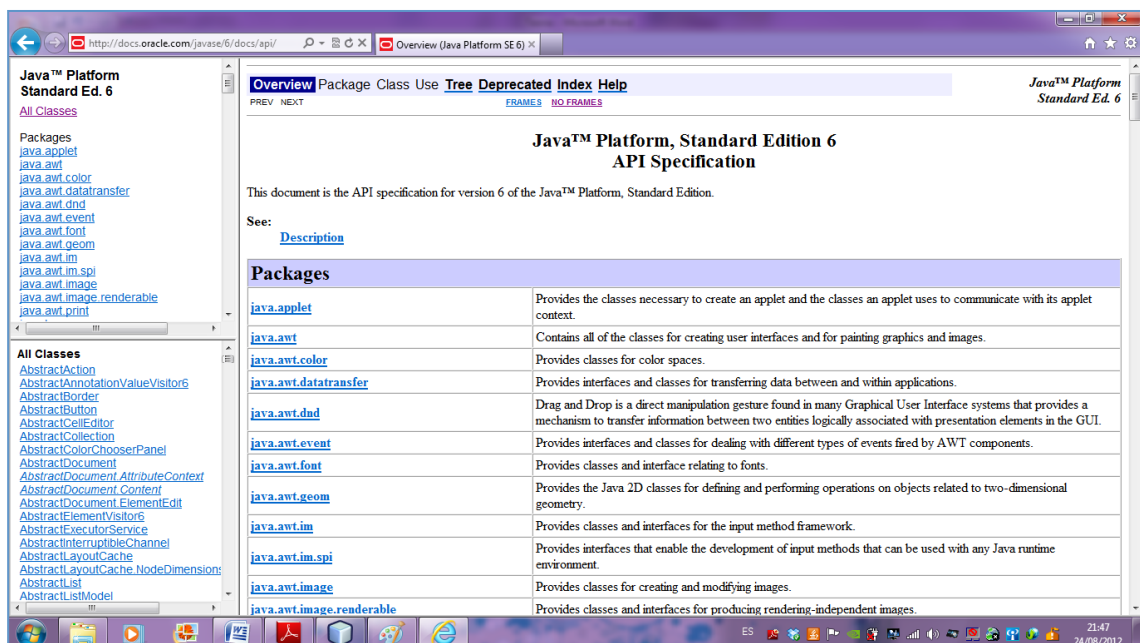 http://docs.oracle.com/javase/6/docs/api/
Overview (Java Platform SE 6)
Java™ Platform
Standard Ed. 6
All Classes
Packages
java.applet
java.awt
java.awt.color
java.awt.datatransfer
java.awt.dnd
java.awt.event
java.awt.font
java.awt.geom
java.awt.im
java.awt.im.spi
java.awt.image
java.awt.image.renderable
java.awt.print
All Classes
AbstractAction
AbstractAnnotationValueVisitor6
AbstractBorder
AbstractButton
AbstractCellEditor
AbstractCollection
AbstractColorChooserPanel
AbstractDocument
AbstractDocument.AttributeContext
AbstractDocument.Content
AbstractDocument.ElementEdit
AbstractElementVisitor6
AbstractExecutorService
AbstractInterruptibleChannel
AbstractLayoutCache
AbstractLayoutCache.NodeDimensions
AbstractList
AbstractListModel
Overview Package Class Use Tree Deprecated Index Help
PREV NEXT FRAMES NO FRAMES
Java™ Platform
Standard Ed. 6
Java™ Platform, Standard Edition 6
API Specification
This document is the API specification for version 6 of the Java™ Platform, Standard Edition.
See:
Description
Packages
java.applet Provides the classes necessary to create an applet and the classes an applet uses to communicate with its applet
context.
java.awt Contains all of the classes for creating user interfaces and for painting graphics and images.
java.awt.color Provides classes for color spaces.
java.awt.datatransfer Provides interfaces and classes for transferring data between and within applications.
java.awt.dnd Drag and Drop is a direct manipulation gesture found in many Graphical User Interface systems that provides a
mechanism to transfer information between two entities logically associated with presentation elements in the GUI.
java.awt.event Provides interfaces and classes for dealing with different types of events fired by AWT components.
java.awt.font Provides classes and interface relating to fonts.
java.awt.geom Provides the Java 2D classes for defining and performing operations on objects related to two-dimensional
geometry.
java.awt.im Provides classes and interfaces for the input method framework.
java.awt.im.spi Provides interfaces that enable the development of input methods that can be used with any Java runtime
environment.
java.awt.image Provides classes for creating and modifying images.
java.awt.image.renderable Provides classes and interfaces for producing rendering-independent images.
ES
21:47
24/08/2012